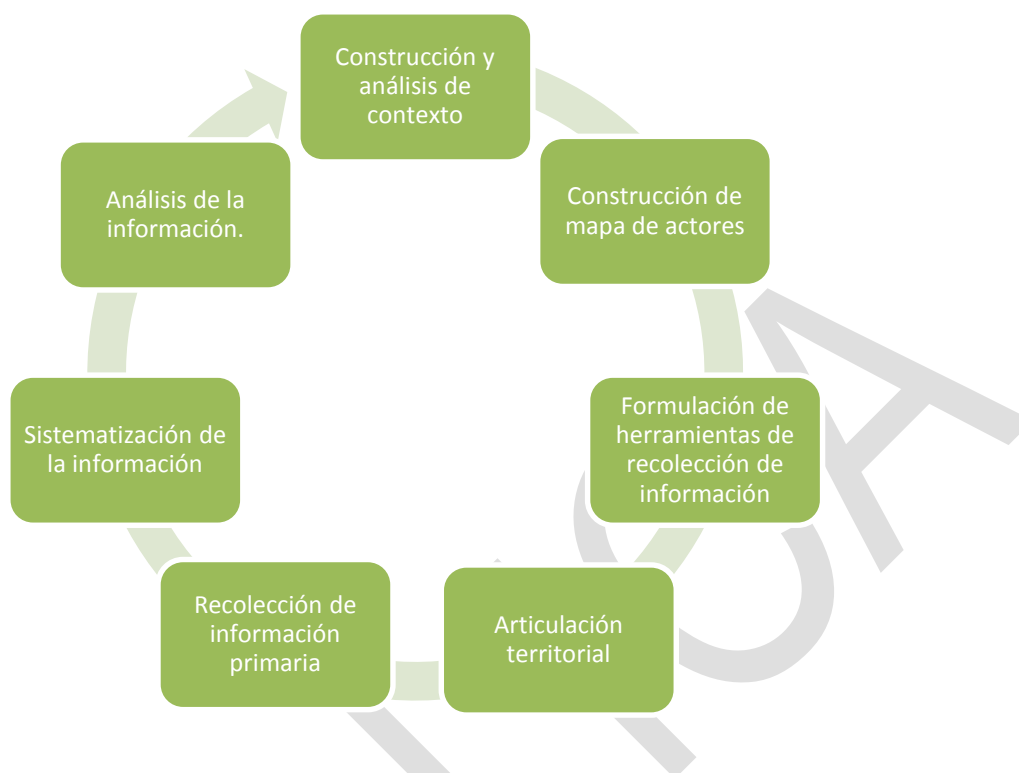 Construcción y
análisis de
contexto
Construcción de
mapa de actores
Formulación de
herramientas de
recolección de
información
Articulación
territorial
Recolección de
información
primaria
Sistematización de
la información
Análisis de la
información.